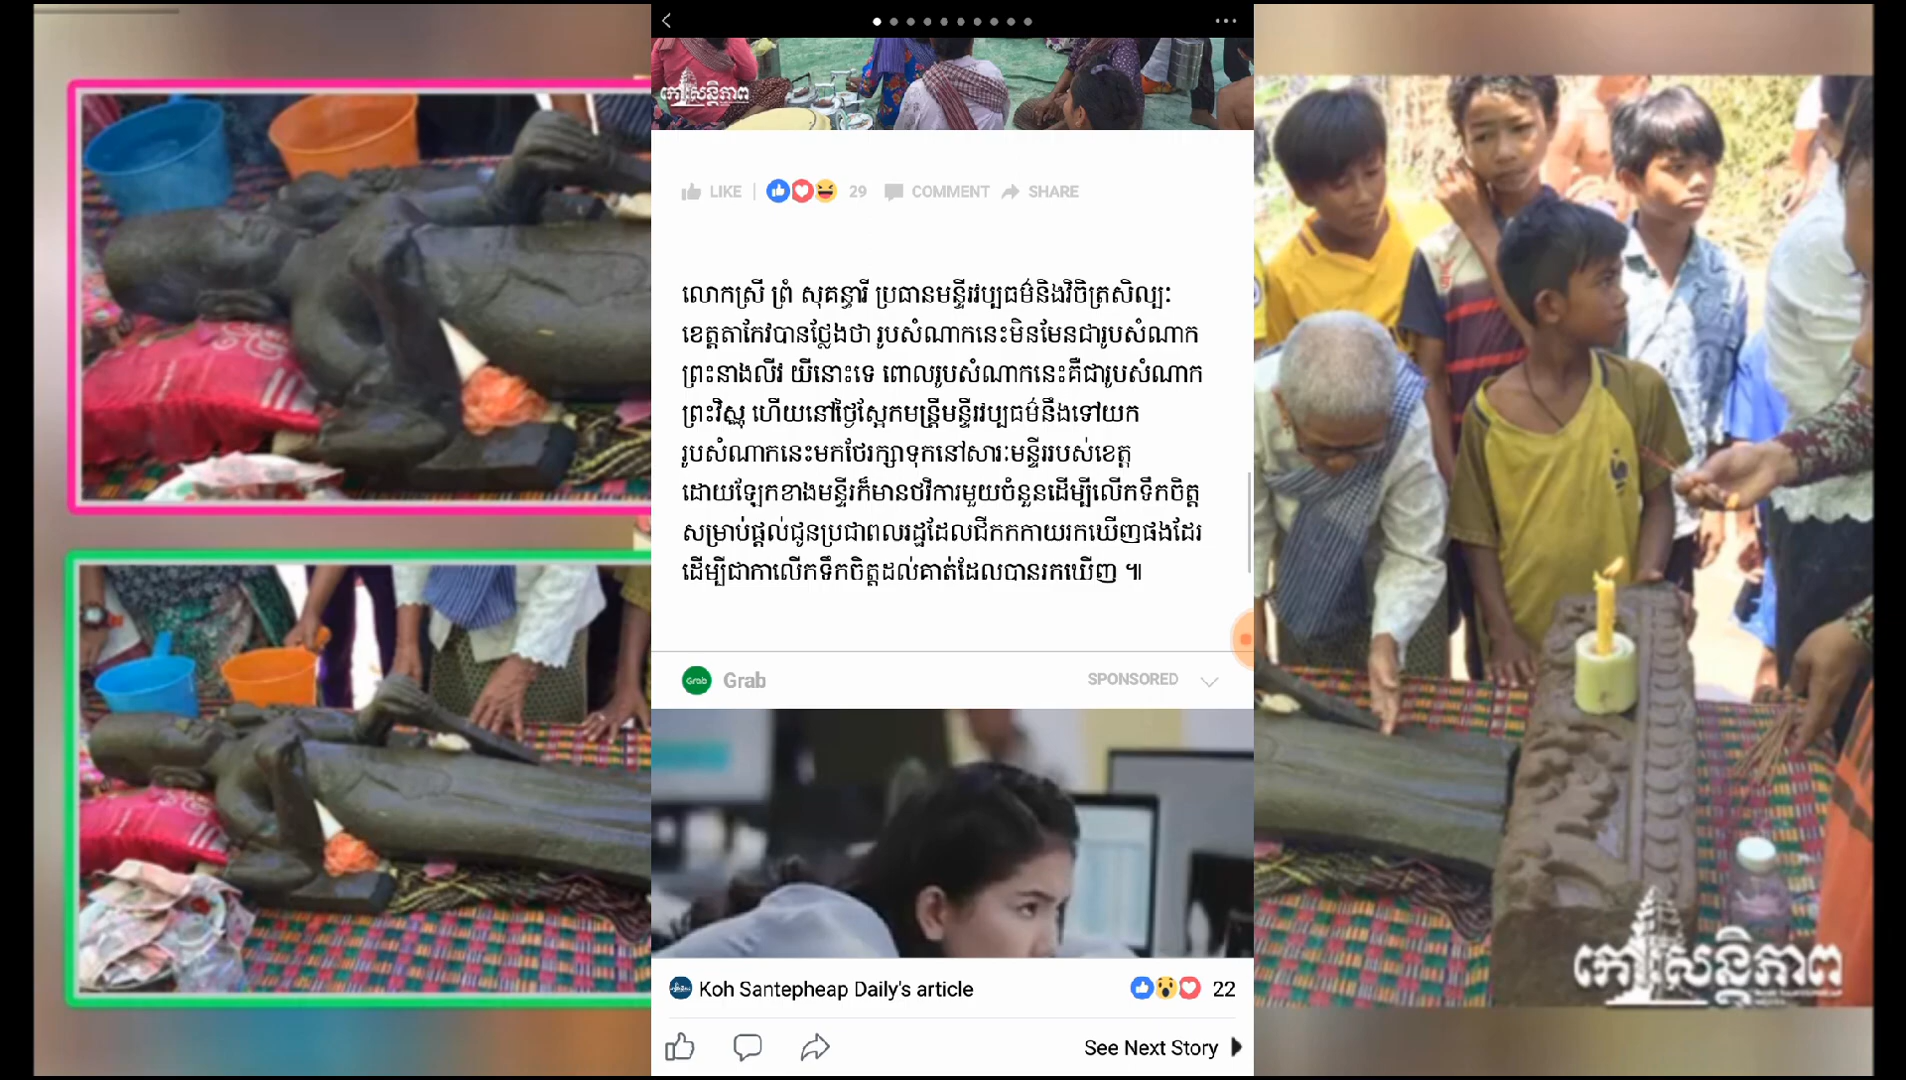 កោះសន្តិភាព
LIKE 29 COMMENT SHARE
លោកស្រី ព្រំ សុគន្ធារី ប្រធានមន្ទីរវប្បធម៌និងវិចិត្រសិល្បៈ
ខេត្តតាកែវបានថ្លែងថា រូបសំណាកនេះមិនមែនជារូបសំណាក
ព្រះនាងលីវ យីនោះទេ ពោលរូបសំណាកនេះគឺជារូបសំណាក
ព្រះវិស្ណុ ហើយនៅថ្ងៃស្អែកមន្ត្រីមន្ទីរវប្បធម៌នឹងទៅយក
រូបសំណាកនេះមកថែរក្សាទុកនៅសារៈមន្ទីររបស់ខេត្ត
ដោយឡែកខាងមន្ទីរក៏មានថវិការមួយចំនួនដើម្បីលើកទឹកចិត្ត
សម្រាប់ផ្តល់ជូនប្រជាពលរដ្ឋដែលជីកកកាយរកឃើញផងដែរ
ដើម្បីជាកាលើកទឹកចិត្តដល់គាត់ដែលបានរកឃើញ ៕
Grab Grab SPONSORED
Koh Santepheap Daily's article 22
See Next Story
កោះសន្តិភាព